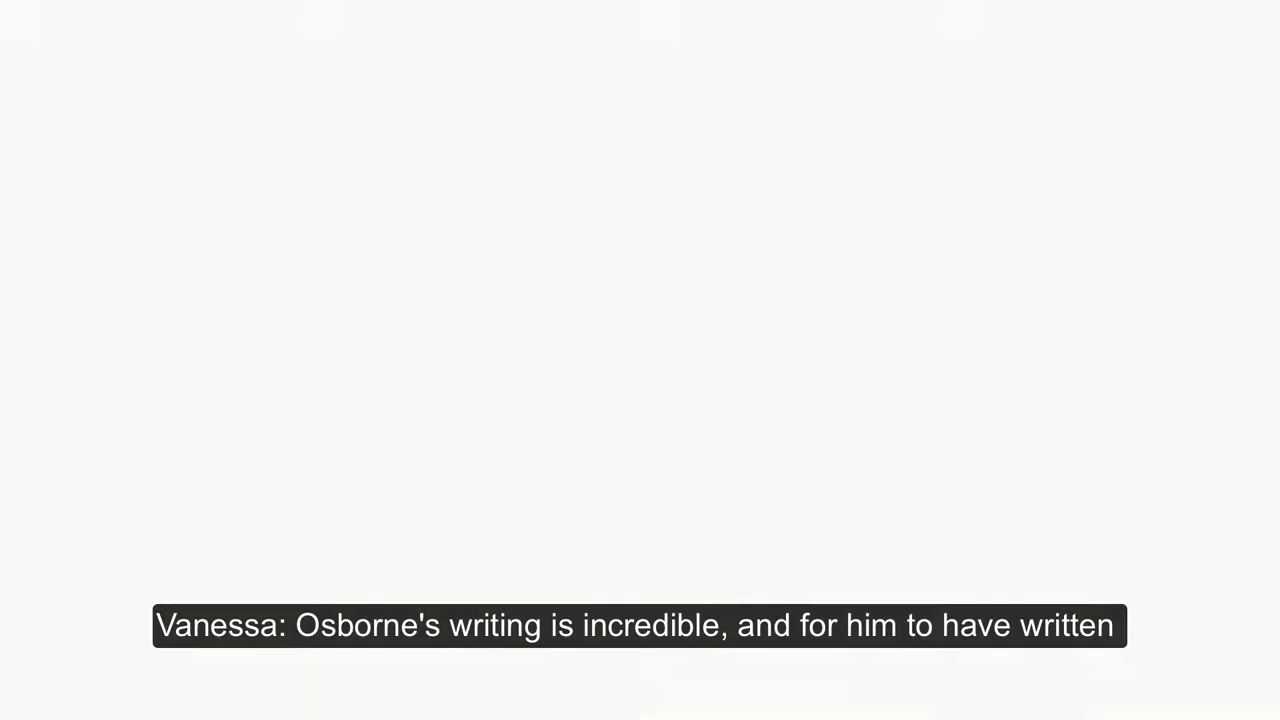 Vanessa: Osborne's writing is incredible, and for him to have written